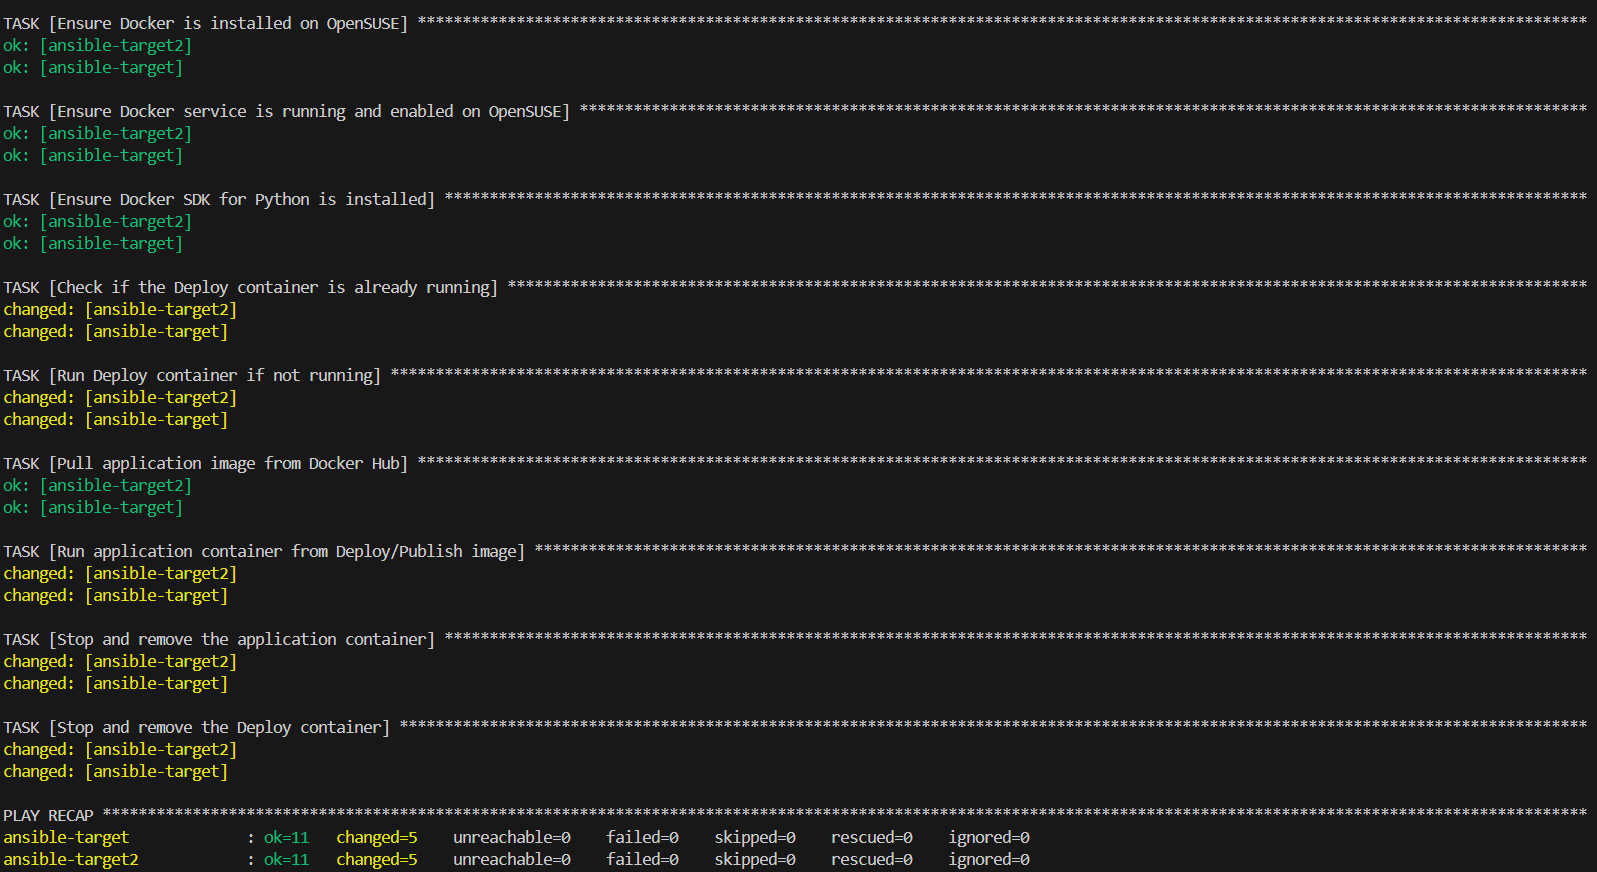 TASK [Ensure Docker is installed on OpenSUSE] **********************************************************************************************************************************
ok: [ansible-target2]
ok: [ansible-target]
TASK [Ensure Docker service is running and enabled on OpenSUSE] ****************************************************************************************************************
ok: [ansible-target2]
ok: [ansible-target]
TASK [Ensure Docker SDK for Python is installed] *******************************************************************************************************************************
ok: [ansible-target2]
ok: [ansible-target]
TASK [Check if the Deploy container is already running] ************************************************************************************************************************
changed: [ansible-target2]
changed: [ansible-target]
TASK [Run Deploy container if not running] *************************************************************************************************************************************
changed: [ansible-target2]
changed: [ansible-target]
TASK [Pull application image from Docker Hub] **********************************************************************************************************************************
ok: [ansible-target2]
ok: [ansible-target]
TASK [Run application container from Deploy/Publish image] *********************************************************************************************************************
changed: [ansible-target2]
changed: [ansible-target]
TASK [Stop and remove the application container] *******************************************************************************************************************************
changed: [ansible-target2]
changed: [ansible-target]
TASK [Stop and remove the Deploy container] ************************************************************************************************************************************
changed: [ansible-target2]
changed: [ansible-target]
PLAY RECAP *********************************************************************************************************************************************************************
ansible-target             : ok=11   changed=5    unreachable=0    failed=0    skipped=0    rescued=0    ignored=0
ansible-target2            : ok=11   changed=5    unreachable=0    failed=0    skipped=0    rescued=0    ignored=0